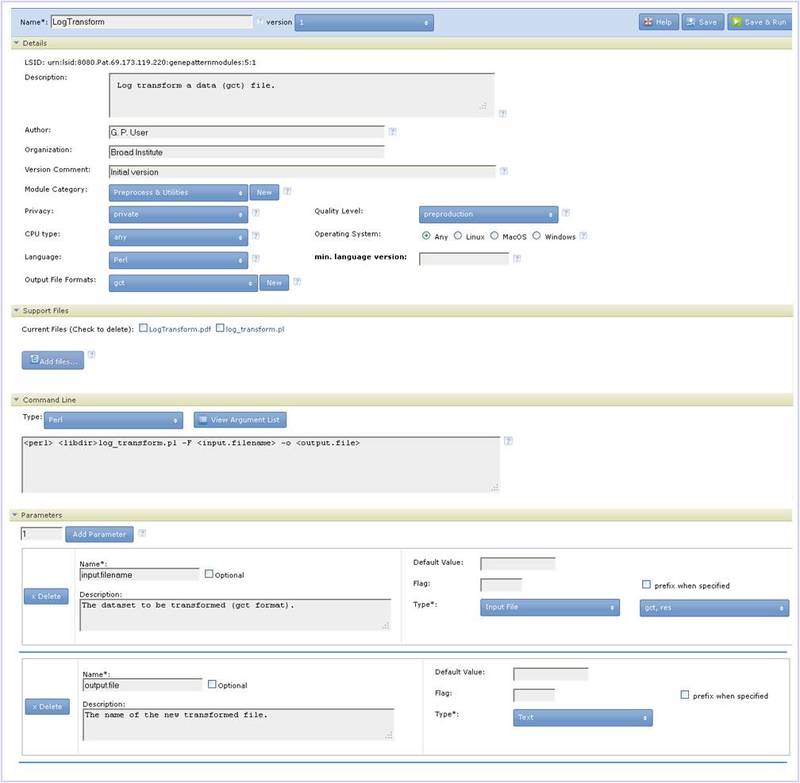 Name*: LogTransform version 1 Help Save Save & Run
Details
LSID: urn:lsid:8080.Pat.69.173.119.220:genepatternmodules:5:1
Description: Log transform a data (gct) file. ?
Author: G. P. User ?
Organization: Broad Institute
Version Comment: Initial version ?
Module Category: Preprocess & Utilities New ?
Privacy: private ? Quality Level: preproduction ?
CPU type: any ? Operating System: Any Linux MacOS Windows ?
Language: Perl ? min. language version: ?
Output File Formats: gct New ?
Support Files
Current Files (Check to delete): LogTransform.pdf log_transform.pl
Add files... ?
Command Line
Type: Perl View Argument List
<perl> <libdir>log_transform.pl -F <input.filename> -o <output.file> ?
Parameters
1 Add Parameter ?
Name*: Default Value:
input.filename Optional
Flag: prefix when specified
x Delete Description: Type*: Input File gct, res
The dataset to be transformed (gct format).
Name*: Default Value:
output.file Optional
Flag: prefix when specified
x Delete Description: Type*: Text
The name of the new transformed file.